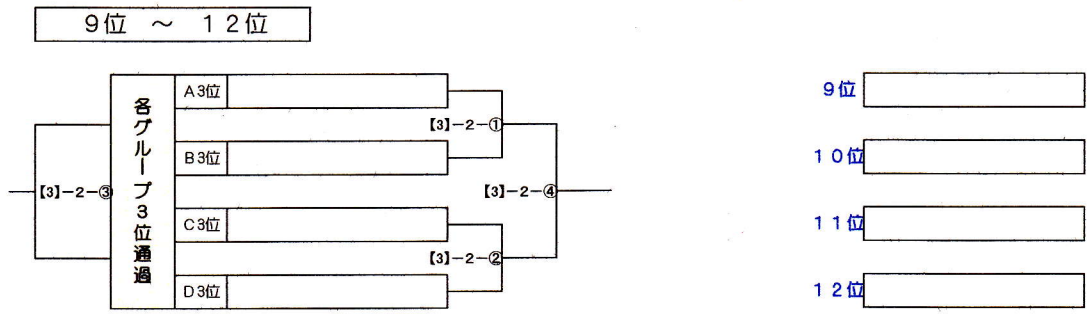 9位 ～ 12位
各グループ3位通過
A3位
B3位
C3位
D3位
【3】-2-①
【3】-2-②
【3】-2-③
【3】-2-④
9位
10位
11位
12位